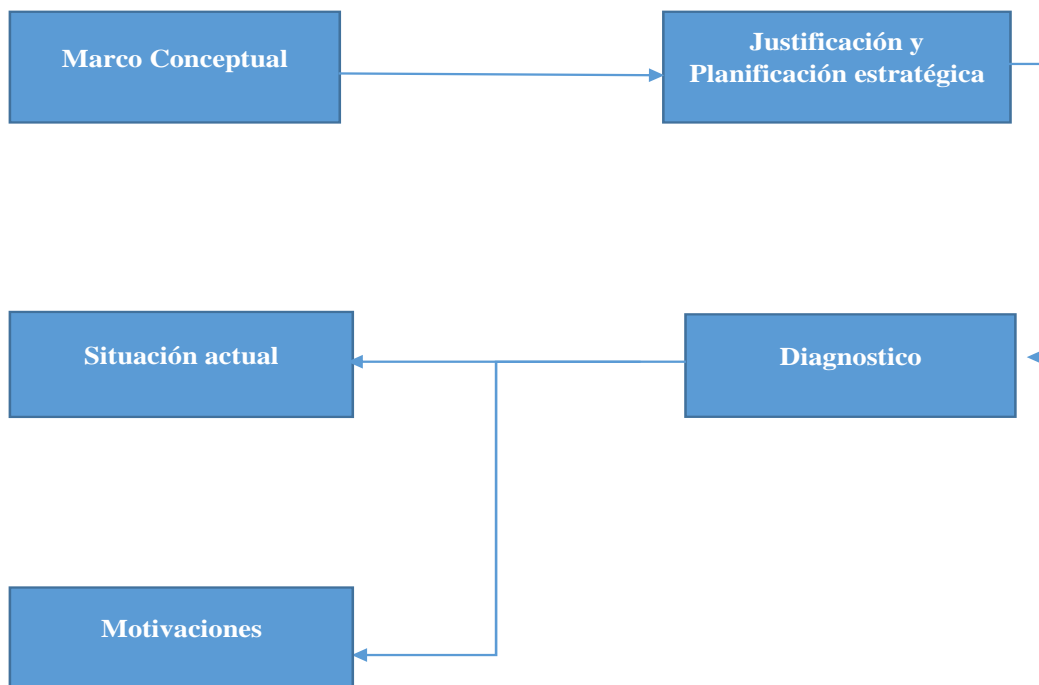 Marco Conceptual
Justificación y
Planificación estratégica
Situación actual
Diagnostico
Motivaciones